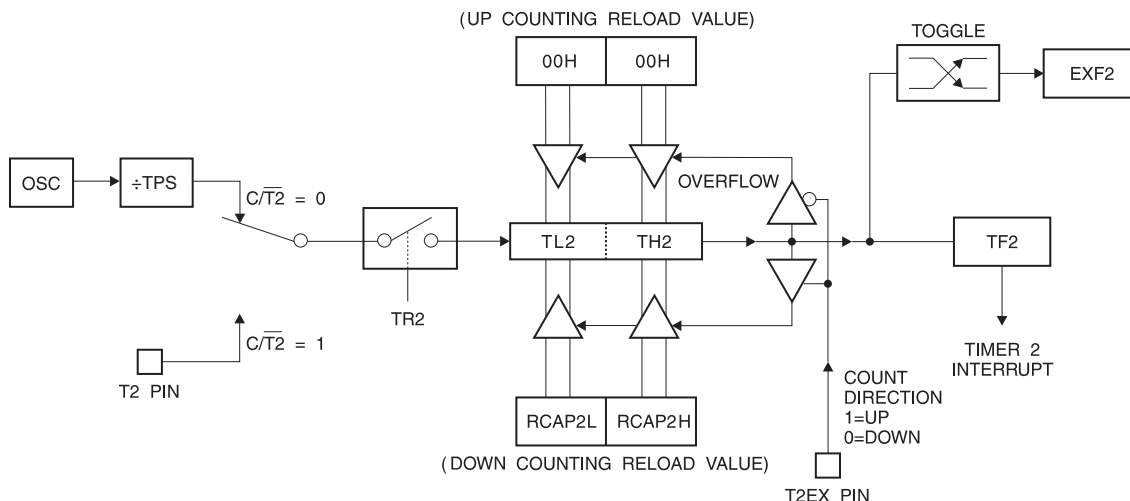 (UP COUNTING RELOAD VALUE)
TOGGLE
00H 00H
EXF2
OSC
÷TPS
C/T2̅ = 0
OVERFLOW
TL2 TH2
TF2
TR2
C/T2̅ = 1
T2 PIN
TIMER 2
INTERRUPT
COUNT
DIRECTION
1=UP
0=DOWN
RCAP2L RCAP2H
(DOWN COUNTING RELOAD VALUE)
T2EX PIN